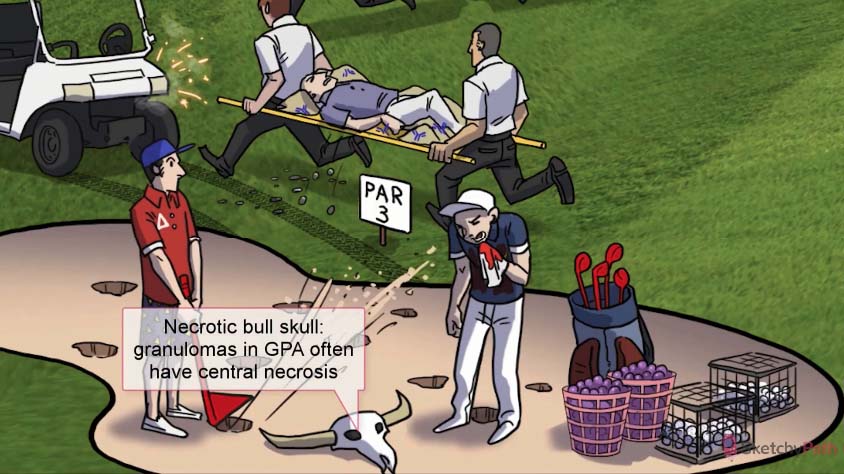 PAR
3
Necrotic bull skull:
granulomas in GPA often
have central necrosis
SketchyPath